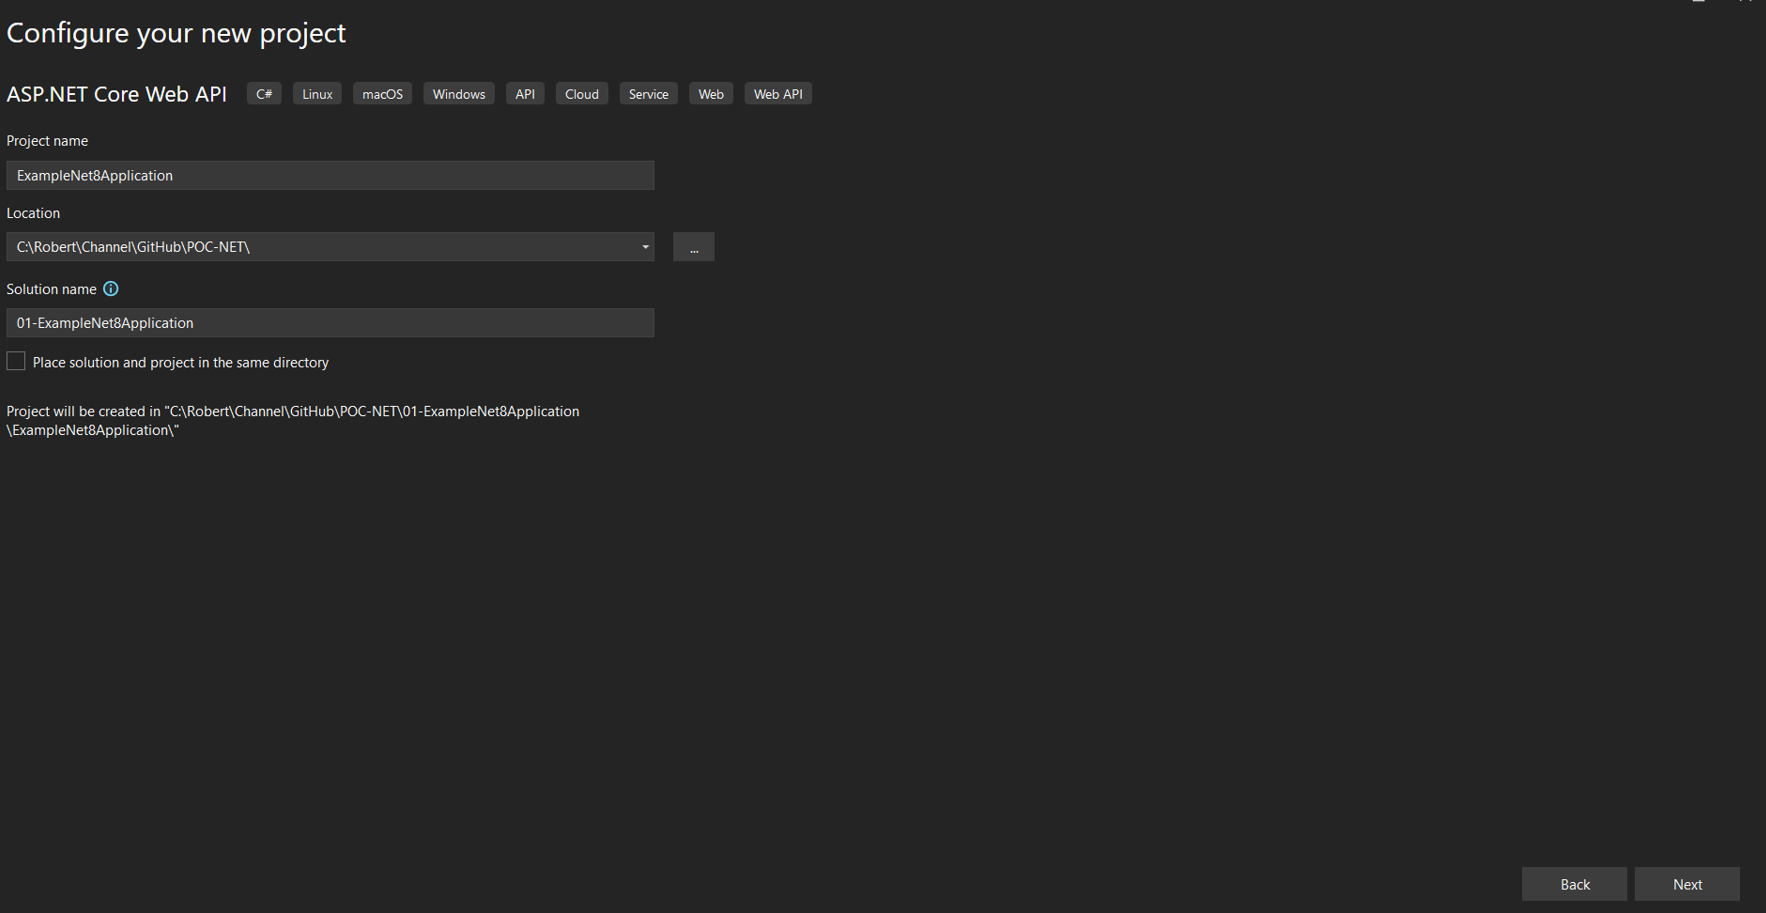 Configure your new project
ASP.NET Core Web API C# Linux macOS Windows API Cloud Service Web Web API
Project name
ExampleNet8Application
Location
C:\Robert\Channel\GitHub\POC-NET\ ...
Solution name
01-ExampleNet8Application
Place solution and project in the same directory
Project will be created in "C:\Robert\Channel\GitHub\POC-NET\01-ExampleNet8Application
\ExampleNet8Application\"
Back Next